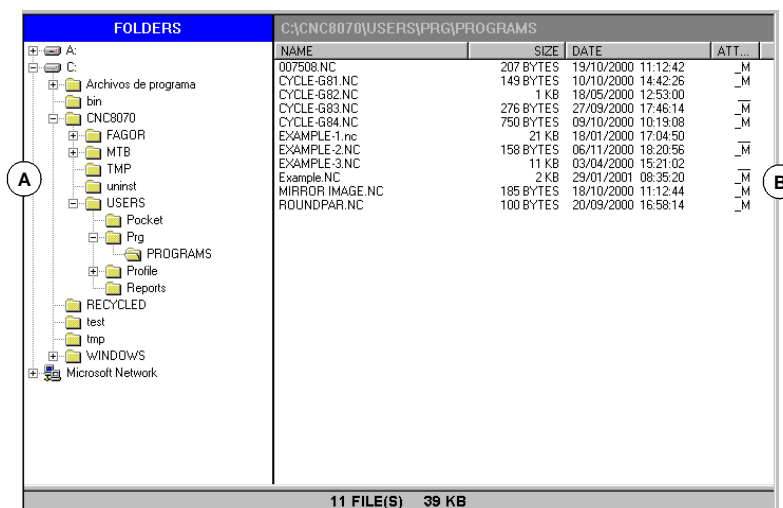 FOLDERS
A:
C:
Archivos de programa
bin
CNC8070
FAGOR
MTB
TMP
uninst
USERS
Pocket
Prg
PROGRAMS
Profile
Reports
RECYCLED
test
tmp
WINDOWS
Microsoft Network
A
C:\CNC8070\USERS\PRG\PROGRAMS
NAME SIZE DATE ATT...
007508.NC 207 BYTES 19/10/2000 11:12:42 _M
CYCLE-G81.NC 149 BYTES 10/10/2000 14:42:26 _M
CYCLE-G82.NC 1 KB 18/05/2000 12:53:00 __
CYCLE-G83.NC 276 BYTES 27/09/2000 17:46:14 _M
CYCLE-G84.NC 750 BYTES 09/10/2000 10:19:08 _M
EXAMPLE-1.nc 21 KB 18/01/2000 17:04:50 __
EXAMPLE-2.NC 158 BYTES 06/11/2000 18:20:56 _M
EXAMPLE-3.NC 11 KB 03/04/2000 15:21:02 __
Example.NC 2 KB 29/01/2001 08:35:20 _M
MIRROR IMAGE.NC 185 BYTES 18/10/2000 11:12:44 _M
ROUNDPAR.NC 100 BYTES 20/09/2000 16:58:14 _M
B
11 FILE(S) 39 KB